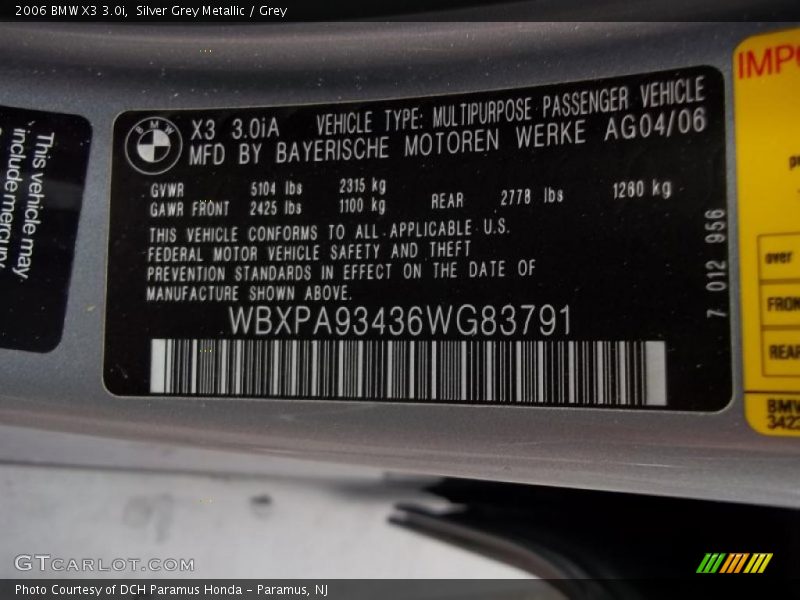 2006 BMW X3 3.0i, Silver Grey Metallic / Grey
This vehicle may
include mercury
BMW
X3 3.0iA VEHICLE TYPE: MULTIPURPOSE PASSENGER VEHICLE
MFD BY BAYERISCHE MOTOREN WERKE AG04/06
GVWR 5104 lbs 2315 kg
GAWR FRONT 2425 lbs 1100 kg REAR 2778 lbs 1260 kg
THIS VEHICLE CONFORMS TO ALL APPLICABLE U.S.
FEDERAL MOTOR VEHICLE SAFETY AND THEFT
PREVENTION STANDARDS IN EFFECT ON THE DATE OF
MANUFACTURE SHOWN ABOVE.
WBXPA93436WG83791
7 012 956
IMPO
over
FRON
REAR
BMW
3423
GTCARLOT.COM
Photo Courtesy of DCH Paramus Honda - Paramus, NJ